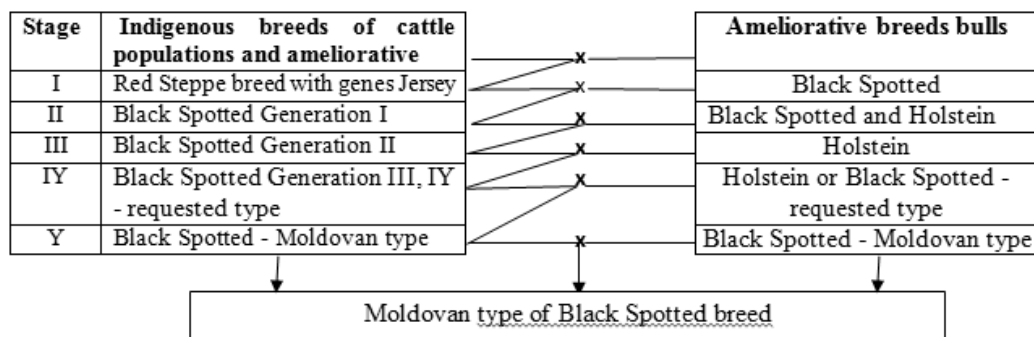 Stage Indigenous breeds of cattle Ameliorative breeds bulls
populations and ameliorative
x
I Red Steppe breed with genes Jersey x Black Spotted
II Black Spotted Generation I x Black Spotted and Holstein
III Black Spotted Generation II x Holstein
IY Black Spotted Generation III, IY x Holstein or Black Spotted -
- requested type requested type
Y Black Spotted - Moldovan type x Black Spotted - Moldovan type
Moldovan type of Black Spotted breed